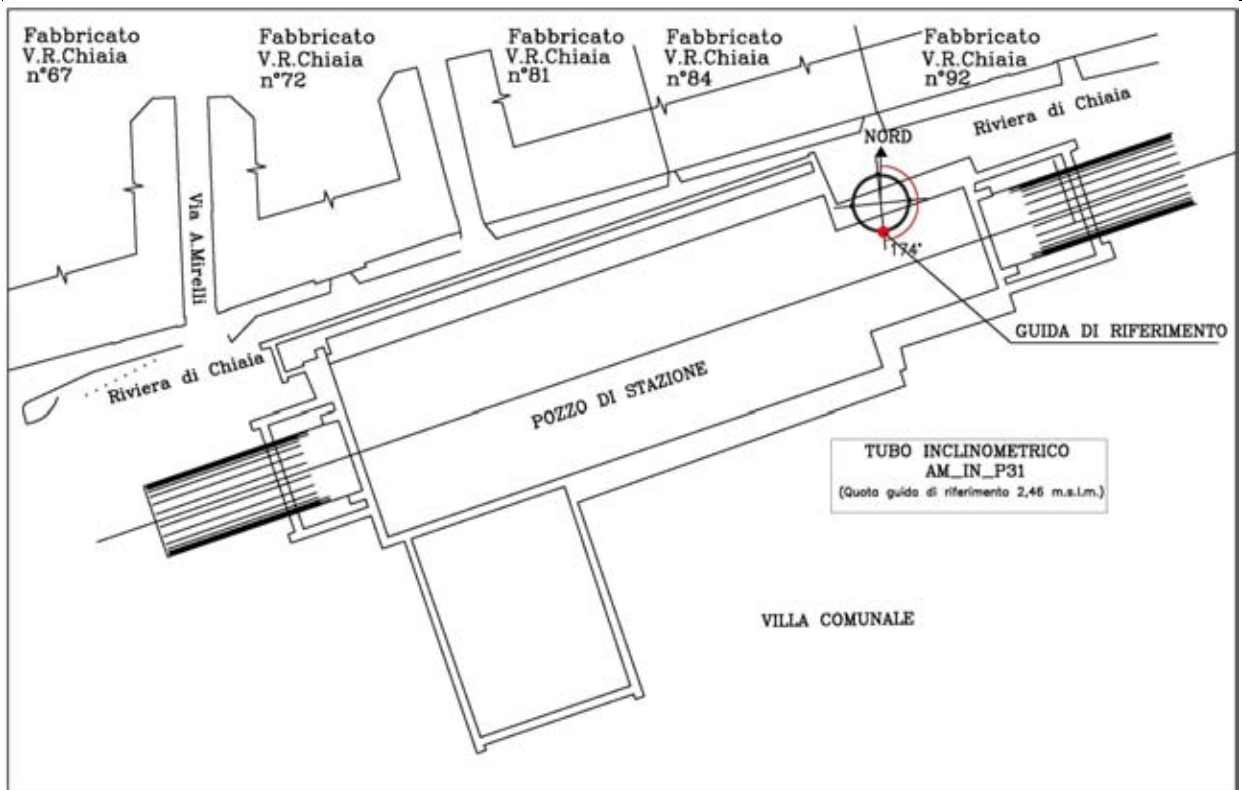 Fabbricato
V.R.Chiaia
n°67
Fabbricato
V.R.Chiaia
n°72
Fabbricato
V.R.Chiaia
n°81
Fabbricato
V.R.Chiaia
n°84
Fabbricato
V.R.Chiaia
n°92
Riviera di Chiaia
NORD
174°
Via A.Mirelli
GUIDA DI RIFERIMENTO
Riviera di Chiaia
POZZO DI STAZIONE
TUBO INCLINOMETRICO
AM_IN_P31
(Quota guida di riferimento 2,46 m.s.l.m.)
VILLA COMUNALE